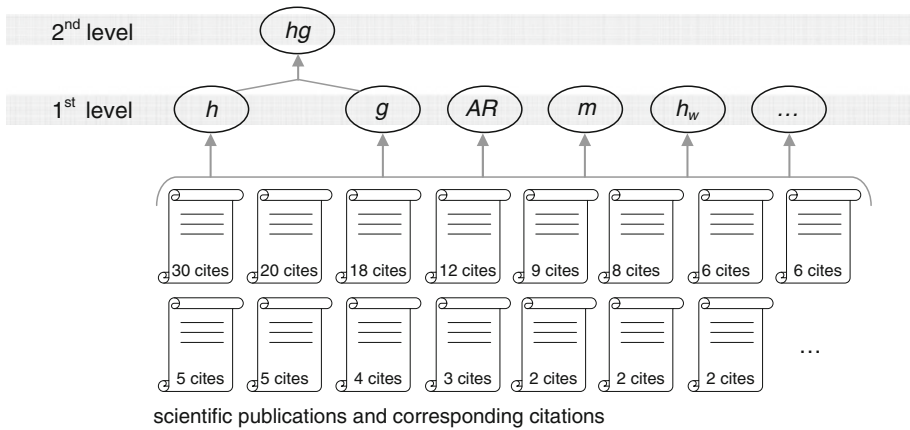 2nd level
hg
1st level
h
g
AR
m
hw
...
30 cites
20 cites
18 cites
12 cites
9 cites
8 cites
6 cites
6 cites
5 cites
5 cites
4 cites
3 cites
2 cites
2 cites
2 cites
...
scientific publications and corresponding citations